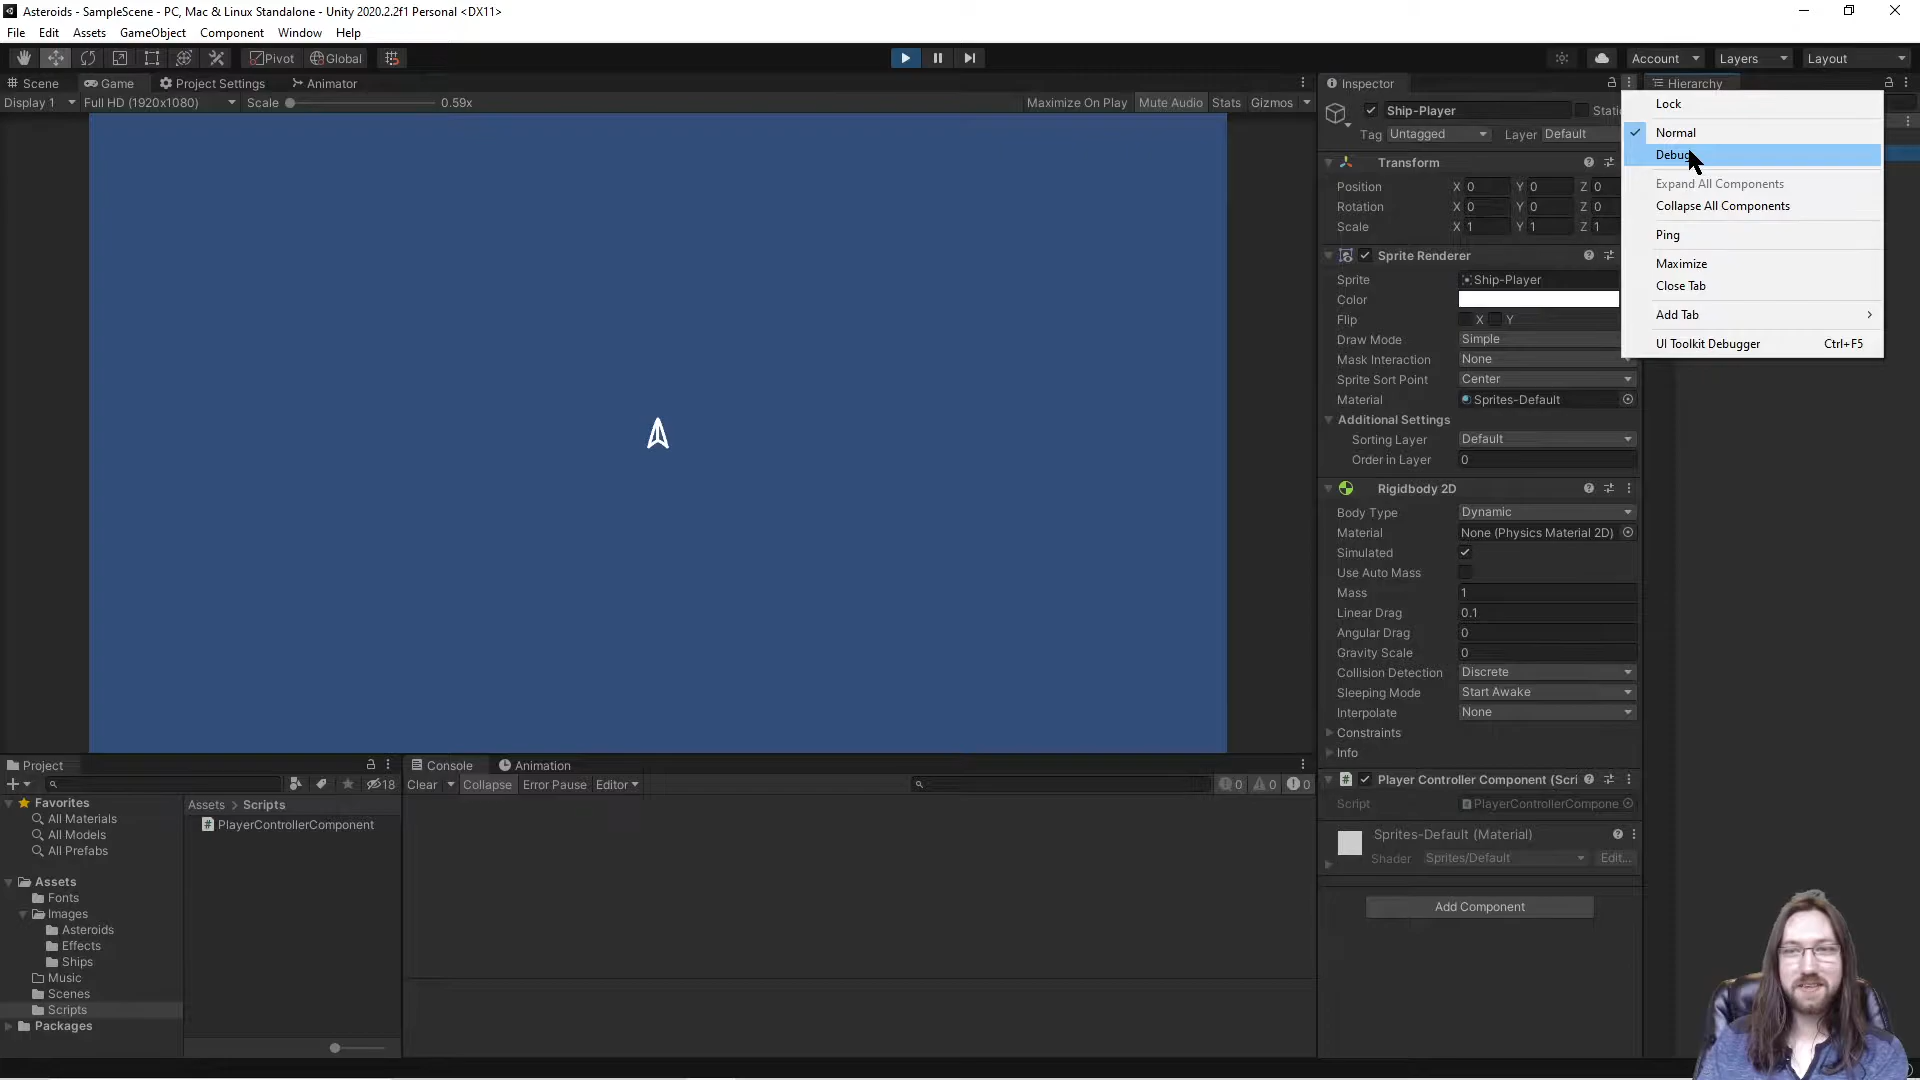 Asteroids - SampleScene - PC, Mac & Linux Standalone - Unity 2020.2.2f1 Personal <DX11>
File Edit Assets GameObject Component Window Help
Pivot Global Account Layers Layout
Scene Game Project Settings Animator Inspector Hierarchy
Display 1 Full HD (1920x1080) Scale 0.59x Maximize On Play Mute Audio Stats Gizmos
Lock
Normal
Debug
Expand All Components
Collapse All Components
Ping
Maximize
Close Tab
Add Tab
UI Toolkit Debugger Ctrl+F5
Ship-Player Stati
Tag Untagged Layer Default
Transform
Position X 0 Y 0 Z 0
Rotation X 0 Y 0 Z 0
Scale X 1 Y 1 Z 1
Sprite Renderer
Sprite Ship-Player
Color
Flip X Y
Draw Mode Simple
Mask Interaction None
Sprite Sort Point Center
Material Sprites-Default
Additional Settings
Sorting Layer Default
Order in Layer 0
Rigidbody 2D
Body Type Dynamic
Material None (Physics Material 2D)
Simulated
Use Auto Mass
Mass 1
Linear Drag 0.1
Angular Drag 0
Gravity Scale 0
Collision Detection Discrete
Sleeping Mode Start Awake
Interpolate None
Constraints
Info
Player Controller Component (Scri
Script PlayerControllerCompone
Sprites-Default (Material)
Shader Sprites/Default Edit...
Add Component
Project
18
Favorites
All Materials
All Models
All Prefabs
Assets
Fonts
Images
Asteroids
Effects
Ships
Music
Scenes
Scripts
Packages
Assets > Scripts
PlayerControllerComponent
Console Animation
Clear Collapse Error Pause Editor 0 0 0